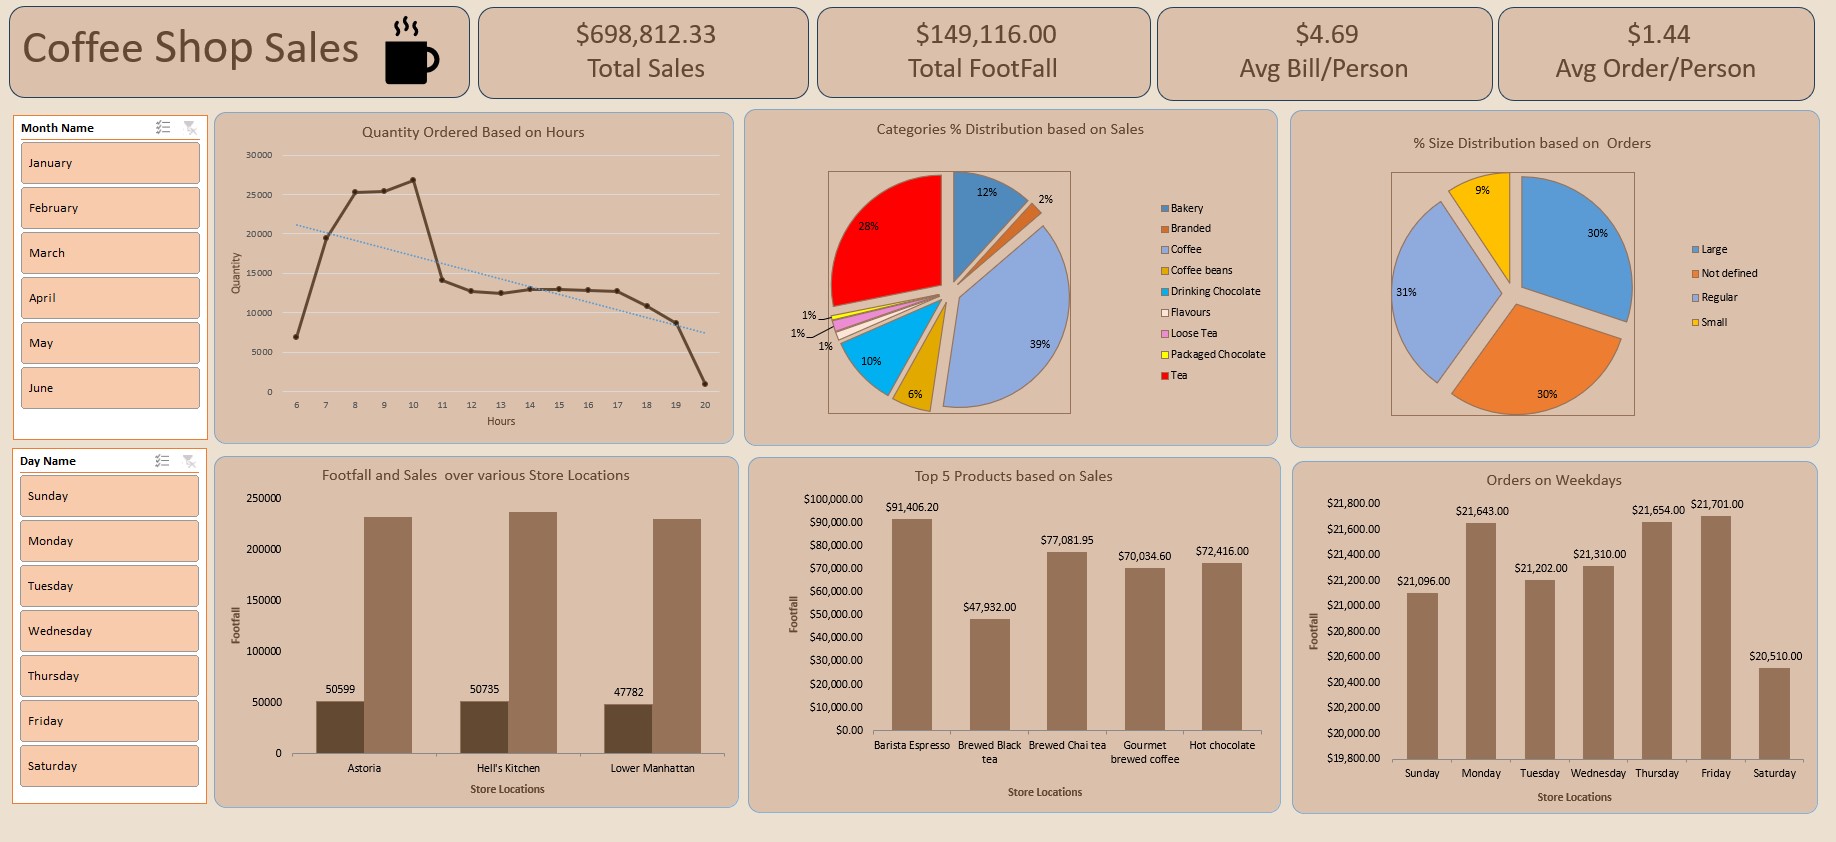 Coffee Shop Sales
$698,812.33
Total Sales
$149,116.00
Total FootFall
$4.69
Avg Bill/Person
$1.44
Avg Order/Person
Month Name
January
February
March
April
May
June
Day Name
Sunday
Monday
Tuesday
Wednesday
Thursday
Friday
Saturday
Quantity Ordered Based on Hours
30000
25000
20000
15000
10000
5000
0
Quantity
6 7 8 9 10 11 12 13 14 15 16 17 18 19 20
Hours
Categories % Distribution based on Sales
12%
2%
28%
39%
1%
1%
1%
10%
6%
Bakery
Branded
Coffee
Coffee beans
Drinking Chocolate
Flavours
Loose Tea
Packaged Chocolate
Tea
% Size Distribution based on  Orders
9%
30%
31%
30%
Large
Not defined
Regular
Small
Footfall and Sales  over various Store Locations
250000
200000
150000
100000
50000
0
Footfall
50599
50735
47782
Astoria
Hell's Kitchen
Lower Manhattan
Store Locations
Top 5 Products based on Sales
$100,000.00
$90,000.00
$80,000.00
$70,000.00
$60,000.00
$50,000.00
$40,000.00
$30,000.00
$20,000.00
$10,000.00
$0.00
Footfall
$91,406.20
$47,932.00
$77,081.95
$70,034.60
$72,416.00
Barista Espresso
Brewed Black
tea
Brewed Chai tea
Gourmet
brewed coffee
Hot chocolate
Store Locations
Orders on Weekdays
$21,800.00
$21,600.00
$21,400.00
$21,200.00
$21,000.00
$20,800.00
$20,600.00
$20,400.00
$20,200.00
$20,000.00
$19,800.00
Footfall
$21,096.00
$21,643.00
$21,202.00
$21,310.00
$21,654.00
$21,701.00
$20,510.00
Sunday
Monday
Tuesday
Wednesday
Thursday
Friday
Saturday
Store Locations